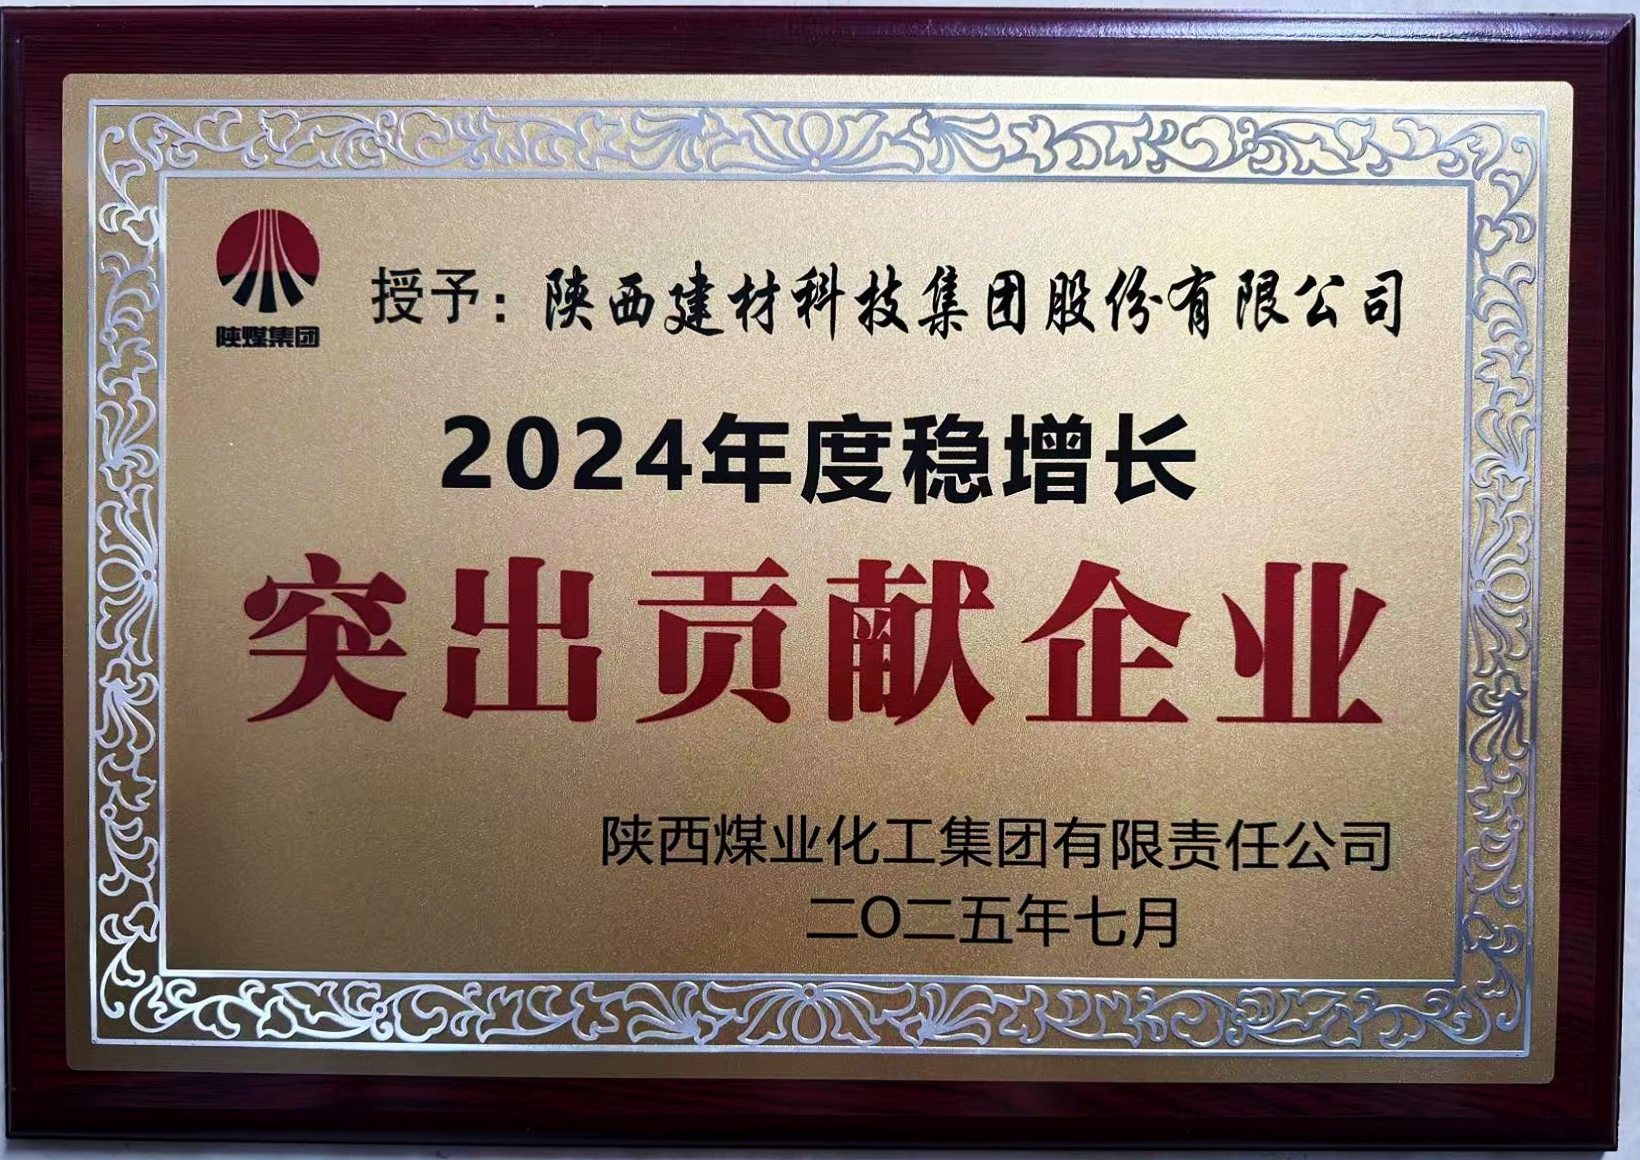 陕煤集团
授予：陕西建材科技集团股份有限公司
2024年度稳增长
突出贡献企业
陕西煤业化工集团有限责任公司
二〇二五年七月